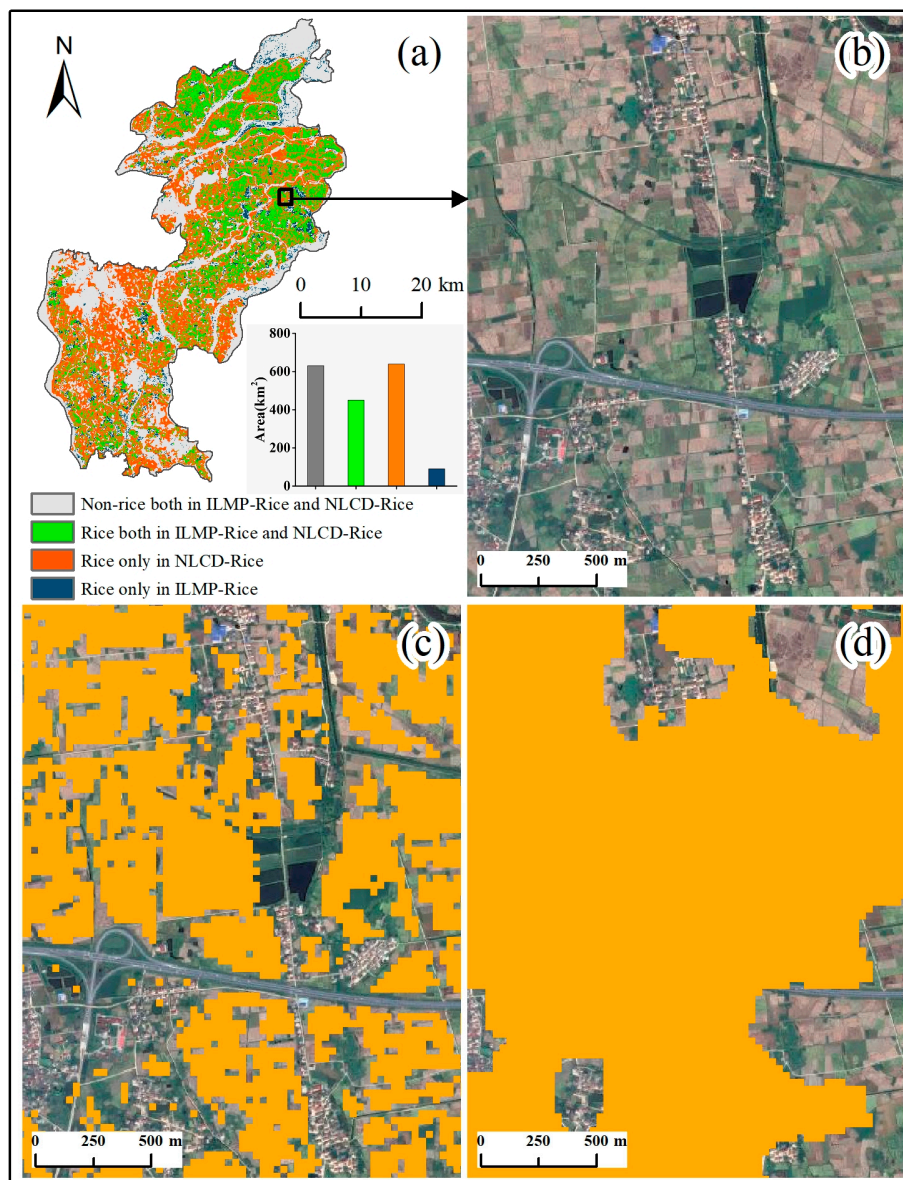 N
(a)
(b)
0 10 20 km
800
600
400
200
0
Area(km²)
Non-rice both in ILMP-Rice and NLCD-Rice
Rice both in ILMP-Rice and NLCD-Rice
Rice only in NLCD-Rice
Rice only in ILMP-Rice
0 250 500 m
(c)
(d)
0 250 500 m
0 250 500 m